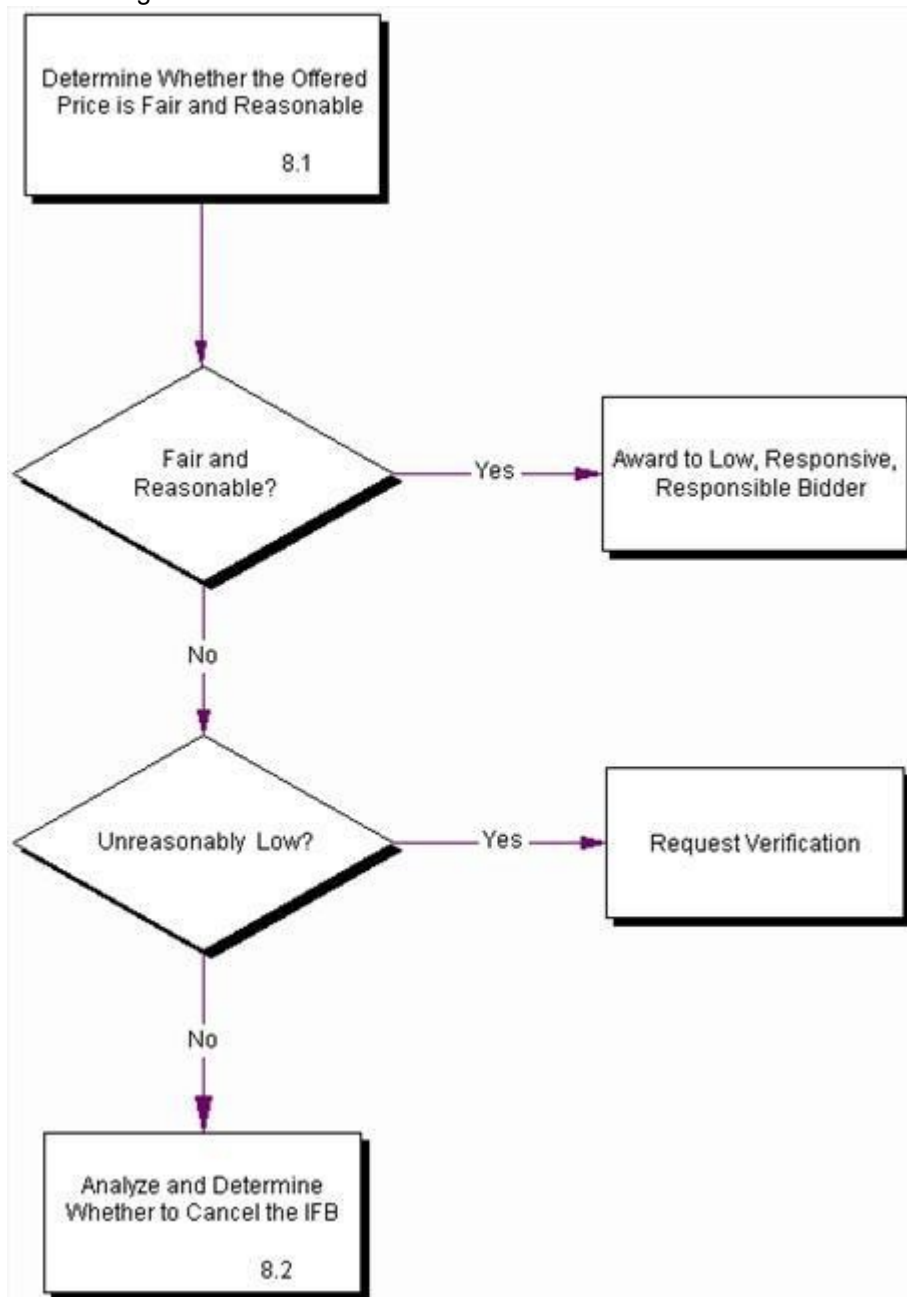 Determine Whether the Offered
Price is Fair and Reasonable
8.1
Fair and
Reasonable?
Yes
Award to Low, Responsive,
Responsible Bidder
No
Unreasonably Low?
Yes
Request Verification
No
Analyze and Determine
Whether to Cancel the IFB
8.2